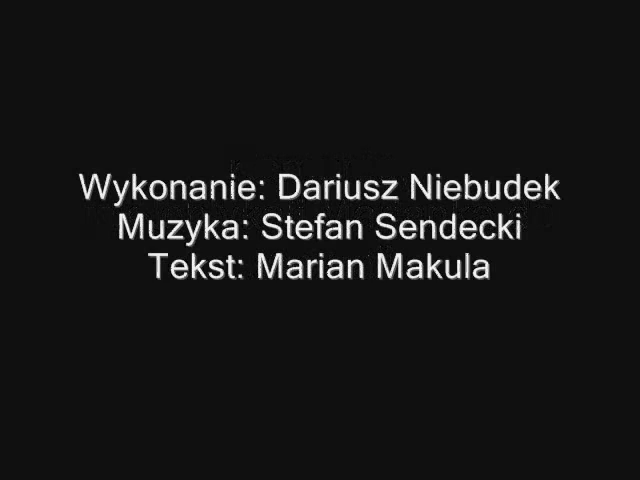 Wykonanie: Dariusz Niebudek
Muzyka: Stefan Sendecki
Tekst: Marian Makula